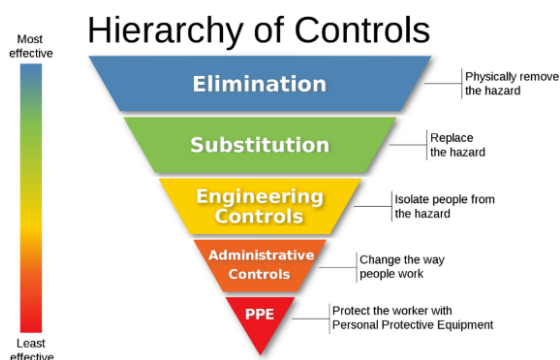 Hierarchy of Controls
Most
effective
Elimination
Physically remove
the hazard
Substitution
Replace
the hazard
Engineering
Controls
Isolate people from
the hazard
Administrative
Controls
Change the way
people work
PPE
Protect the worker with
Personal Protective Equipment
Least
effective